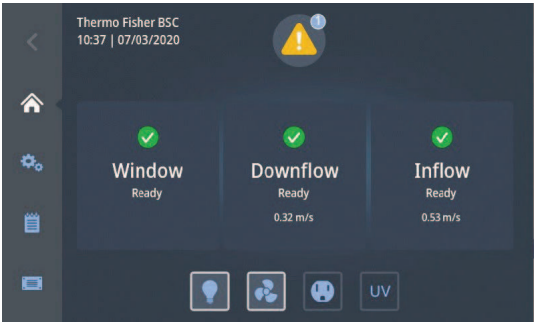 Thermo Fisher BSC
10:37 | 07/03/2020
1
Window
Ready
Downflow
Ready
0.32 m/s
Inflow
Ready
0.53 m/s
UV